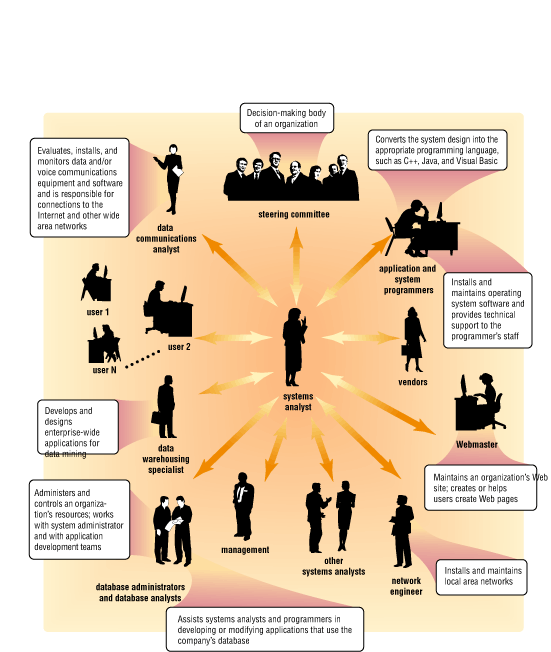 Decision-making body
of an organization
Evaluates, installs, and
monitors data and/or
voice communications
equipment and software
and is responsible for
connections to the
Internet and other wide
area networks
Converts the system design into the
appropriate programming language,
such as C++, Java, and Visual Basic
steering committee
data
communications
analyst
application and
system
programmers
Installs and
maintains operating
system software and
provides technical
support to the
programmer's staff
user 1
user 2
user N
vendors
systems
analyst
Develops and
designs
enterprise-wide
applications for
data mining
data
warehousing
specialist
Webmaster
Maintains an organization's Web
site; creates or helps
users create Web pages
Administers and
controls an organiza-
tion's resources; works
with system administrator
and with application
development teams
management
other
systems analysts
network
engineer
Installs and maintains
local area networks
database administrators
and database analysts
Assists systems analysts and programmers in
developing or modifying applications that use the
company's database